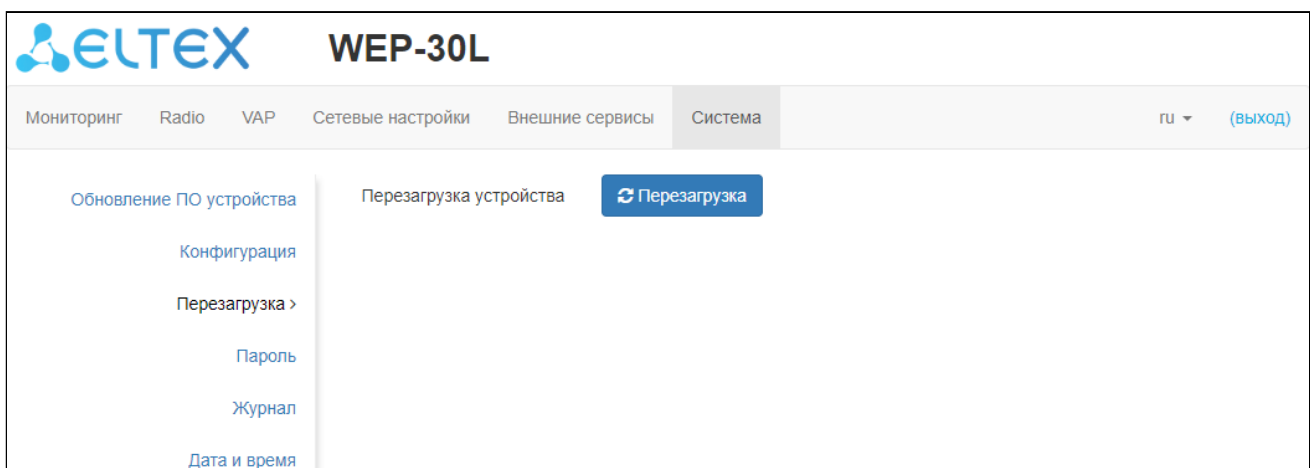 ELTEX WEP-30L
Мониторинг Radio VAP Сетевые настройки Внешние сервисы Система ru (выход)
Обновление ПО устройства Перезагрузка устройства Перезагрузка
Конфигурация
Перезагрузка >
Пароль
Журнал
Дата и время